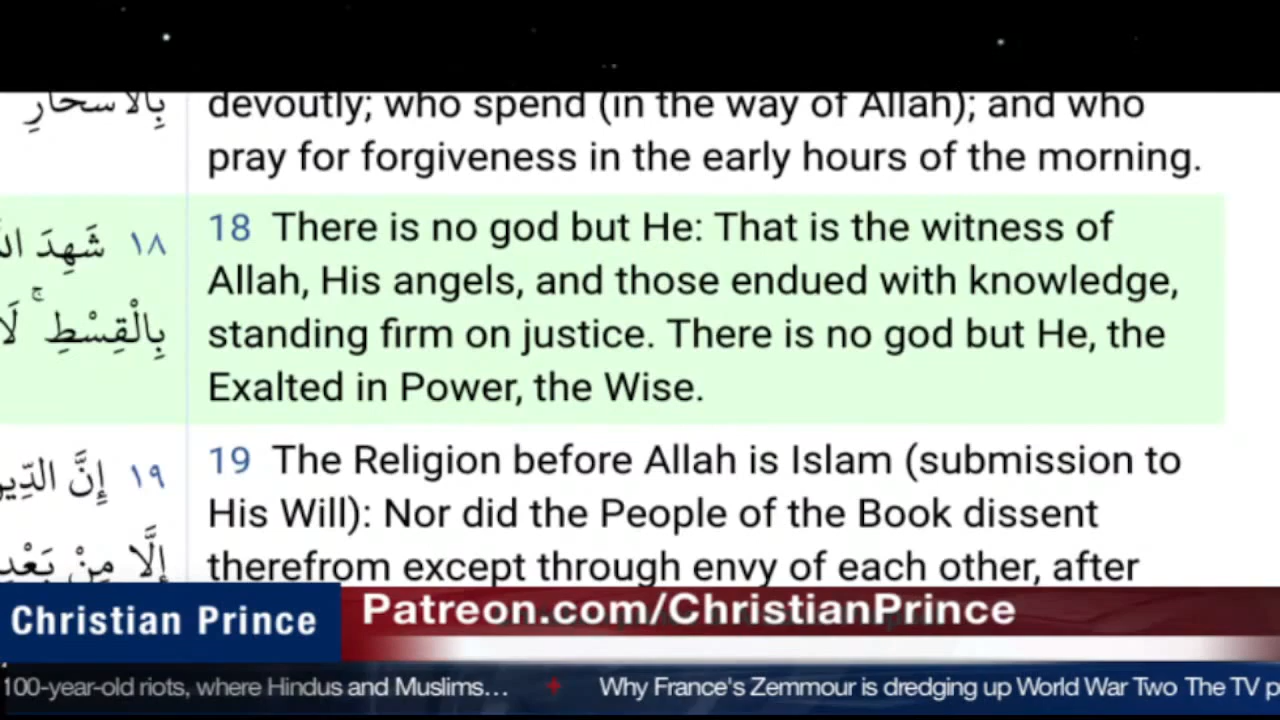 بِالْأَسْحَارِ
devoutly; who spend (in the way of Allah); and who
pray for forgiveness in the early hours of the morning.
١٨ شَهِدَ
بِالْقِسْطِ ۚ لَا
18 There is no god but He: That is the witness of
Allah, His angels, and those endued with knowledge,
standing firm on justice. There is no god but He, the
Exalted in Power, the Wise.
١٩ إِنَّ
إِلَّا مِنْ بَعْدِ
19 The Religion before Allah is Islam (submission to
His Will): Nor did the People of the Book dissent
therefrom except through envy of each other, after
Christian Prince
Patreon.com/ChristianPrince
100-year-old riots, where Hindus and Muslims... Why France's Zemmour is dredging up World War Two The TV p